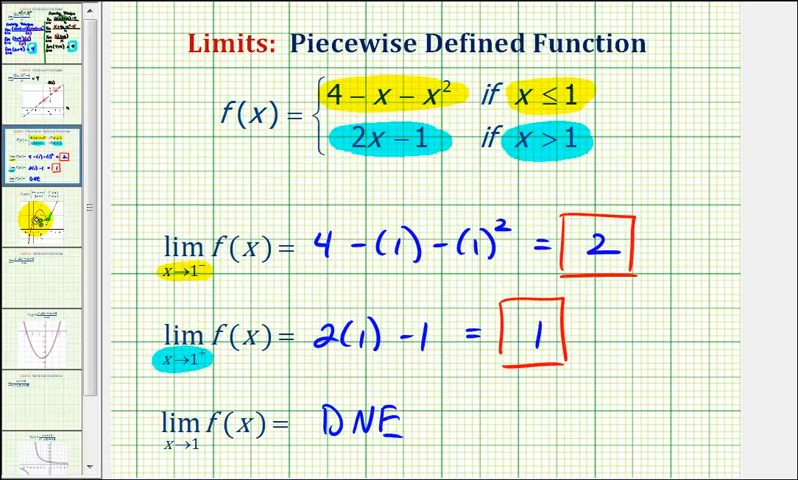 Limits: Piecewise Defined Function
f(x) = { 4 − x − x² if x ≤ 1
2x − 1 if x > 1
lim x→1⁻ f(x) = 4 − (1) − (1)² = 2
lim x→1⁺ f(x) = 2(1) − 1 = 1
lim x→1 f(x) = DNE